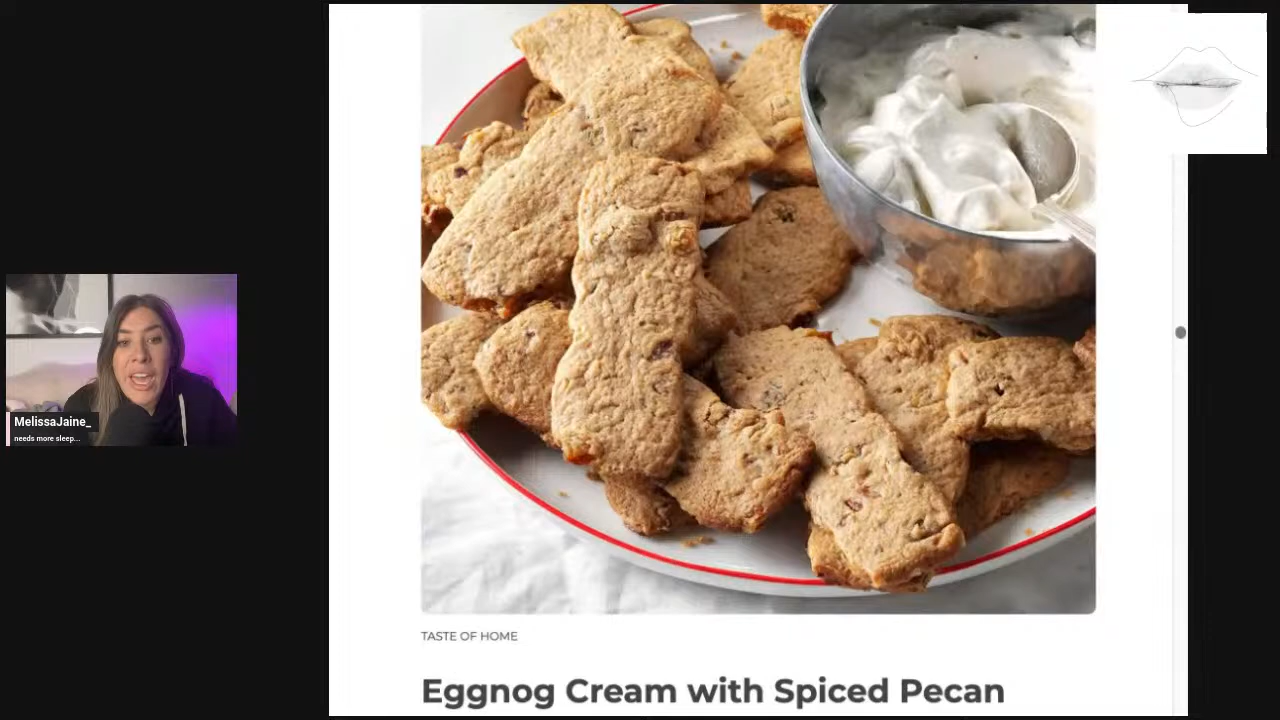 MelissaJaine_
needs more sleep...
TASTE OF HOME
Eggnog Cream with Spiced Pecan